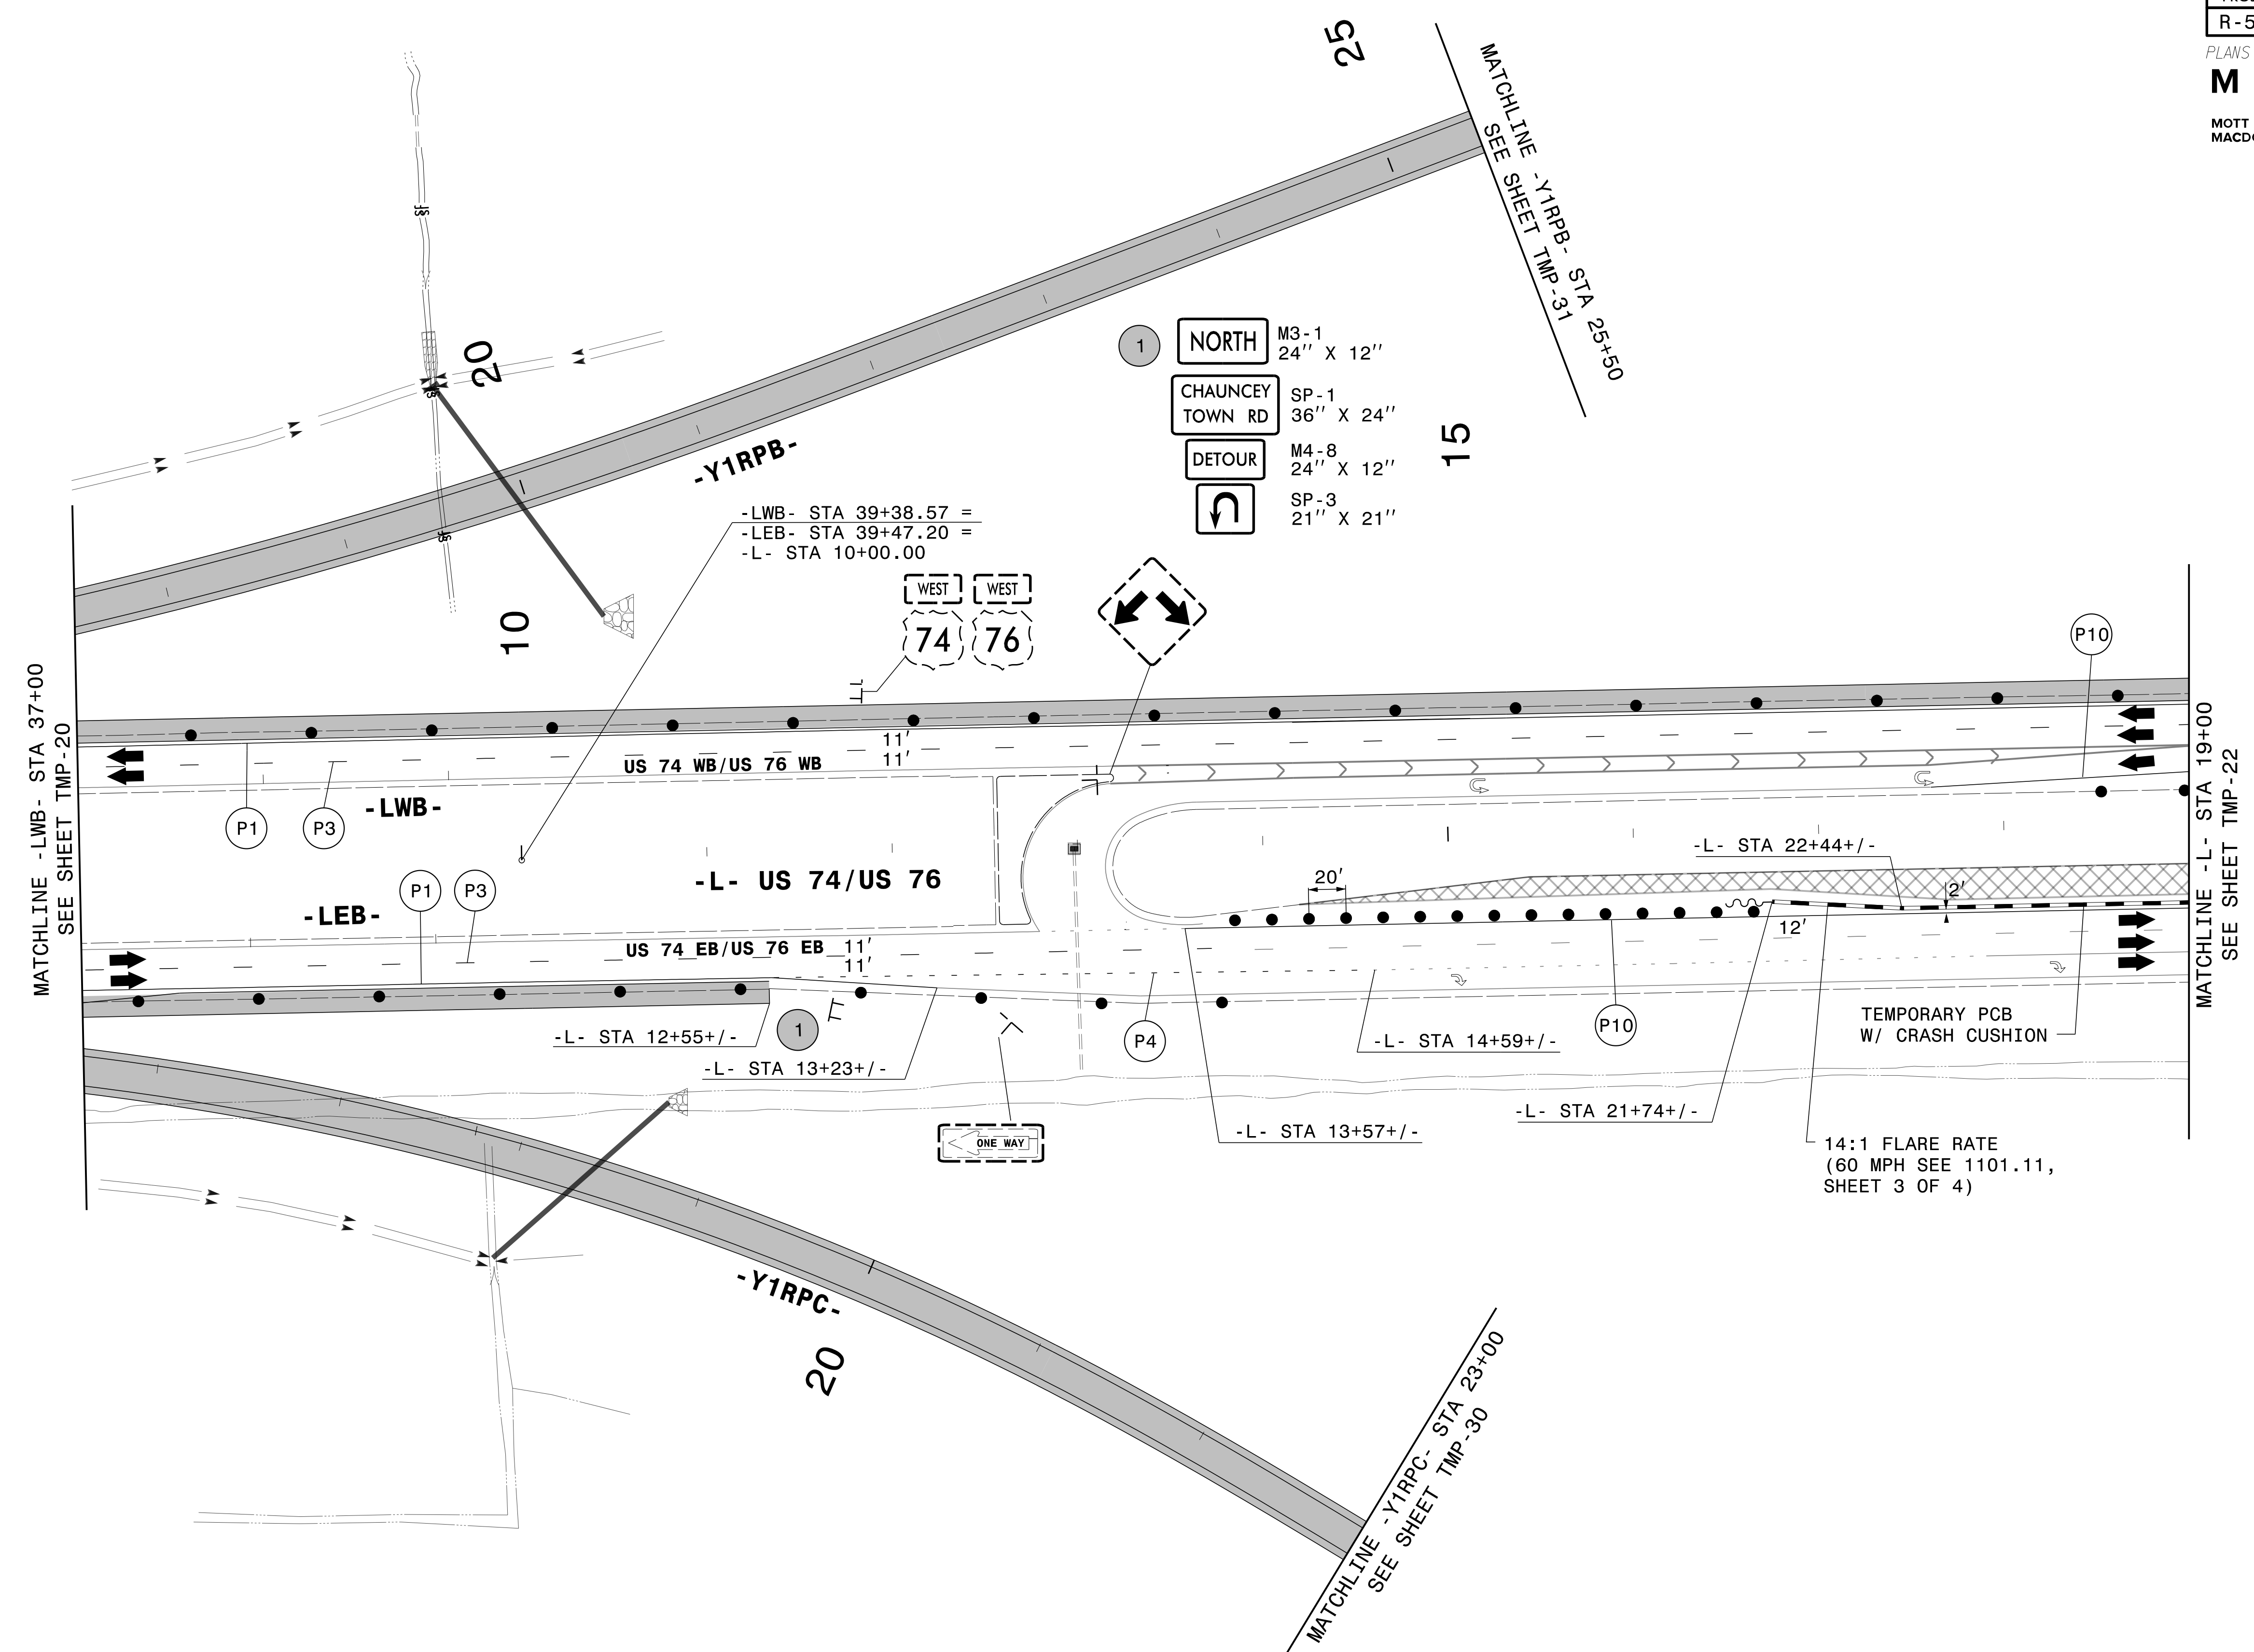 R-5
PLANS
M
MOTT
MACD
25
MATCHLINE -Y1RPB- STA 25+50
SEE SHEET TMP-31
20
-Y1RPB-
1
NORTH
M3-1
24'' X 12''
CHAUNCEY
TOWN RD
SP-1
36'' X 24''
DETOUR
M4-8
24'' X 12''
SP-3
21'' X 21''
15
-LWB- STA 39+38.57 =
-LEB- STA 39+47.20 =
-L- STA 10+00.00
10
WEST
WEST
74
76
P10
MATCHLINE -LWB- STA 37+00
SEE SHEET TMP-20
11'
11'
US 74 WB/US 76 WB
-LWB-
P1
P3
-L- US 74/US 76
-LEB-
P1
P3
US 74 EB/US 76 EB
11'
11'
20'
-L- STA 22+44+/-
2'
12'
MATCHLINE -L- STA 19+00
SEE SHEET TMP-22
-L- STA 12+55+/-
1
-L- STA 13+23+/-
P4
-L- STA 14+59+/-
P10
TEMPORARY PCB
W/ CRASH CUSHION
ONE WAY
-L- STA 13+57+/-
-L- STA 21+74+/-
14:1 FLARE RATE
(60 MPH SEE 1101.11,
SHEET 3 OF 4)
-Y1RPC-
20
MATCHLINE -Y1RPC- STA 23+00
SEE SHEET TMP-30